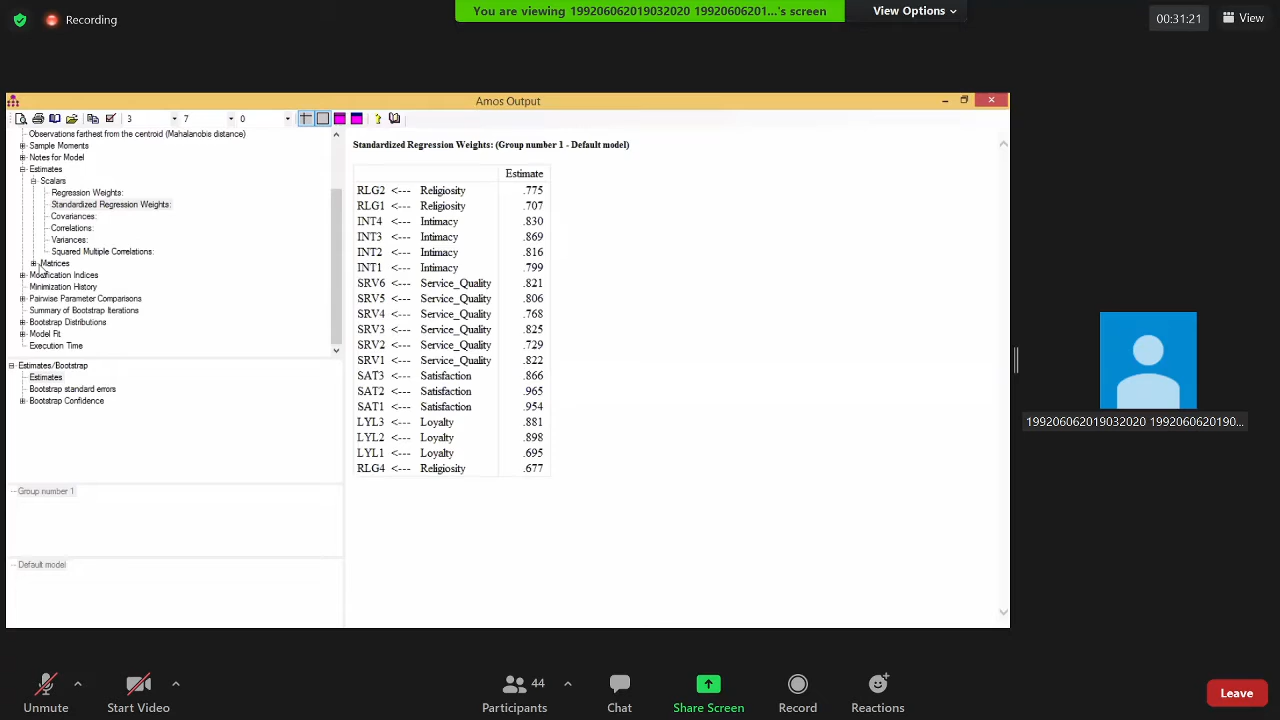 Recording
You are viewing 199206062019032020 19920606201...'s screen
View Options
00:31:21
View
Amos Output
3
7
0
Observations farthest from the centroid (Mahalanobis distance)
Sample Moments
Notes for Model
Estimates
Scalars
Regression Weights:
Standardized Regression Weights:
Covariances:
Correlations:
Variances:
Squared Multiple Correlations:
Matrices
Modification Indices
Minimization History
Pairwise Parameter Comparisons
Summary of Bootstrap Iterations
Bootstrap Distributions
Model Fit
Execution Time
Estimates/Bootstrap
Estimates
Bootstrap standard errors
Bootstrap Confidence
Group number 1
Default model
Standardized Regression Weights: (Group number 1 - Default model)
Estimate
RLG2 <--- Religiosity .775
RLG1 <--- Religiosity .707
INT4 <--- Intimacy .830
INT3 <--- Intimacy .869
INT2 <--- Intimacy .816
INT1 <--- Intimacy .799
SRV6 <--- Service_Quality .821
SRV5 <--- Service_Quality .806
SRV4 <--- Service_Quality .768
SRV3 <--- Service_Quality .825
SRV2 <--- Service_Quality .729
SRV1 <--- Service_Quality .822
SAT3 <--- Satisfaction .866
SAT2 <--- Satisfaction .965
SAT1 <--- Satisfaction .954
LYL3 <--- Loyalty .881
LYL2 <--- Loyalty .898
LYL1 <--- Loyalty .695
RLG4 <--- Religiosity .677
199206062019032020 1992060620190...
Unmute
Start Video
Participants
44
Chat
Share Screen
Record
Reactions
Leave